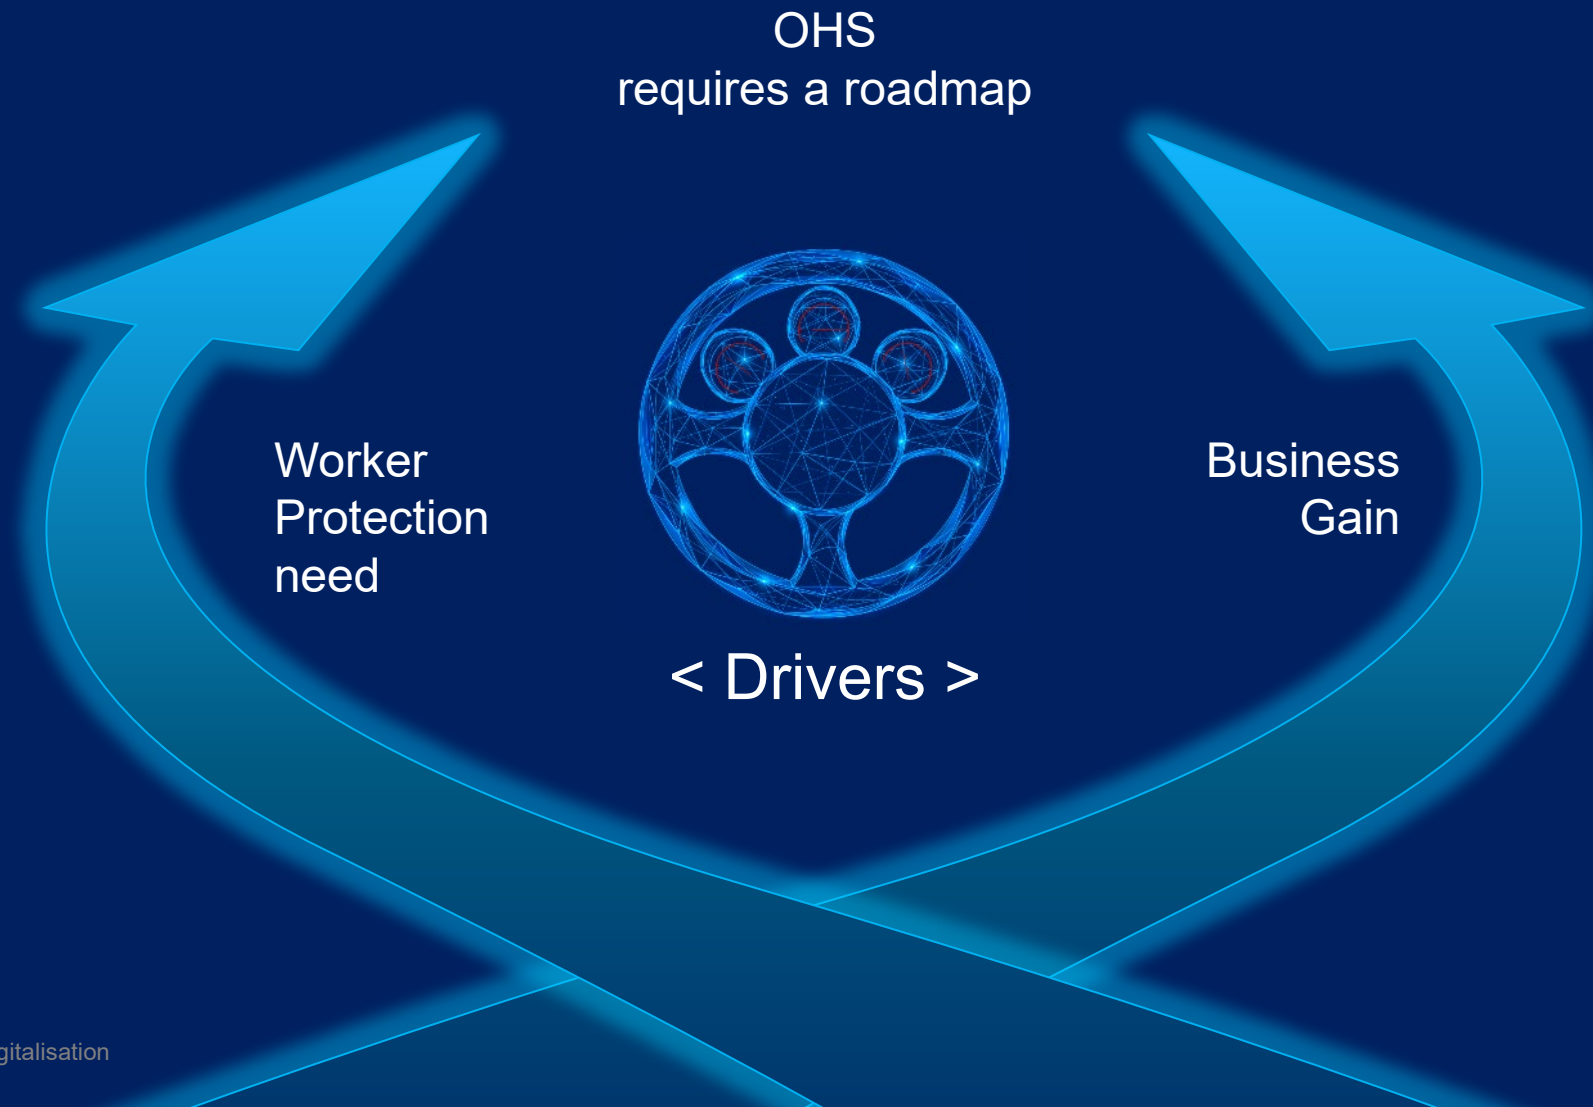 OHS
requires a roadmap
Worker
Protection
need
Business
Gain
< Drivers >
gitalisation